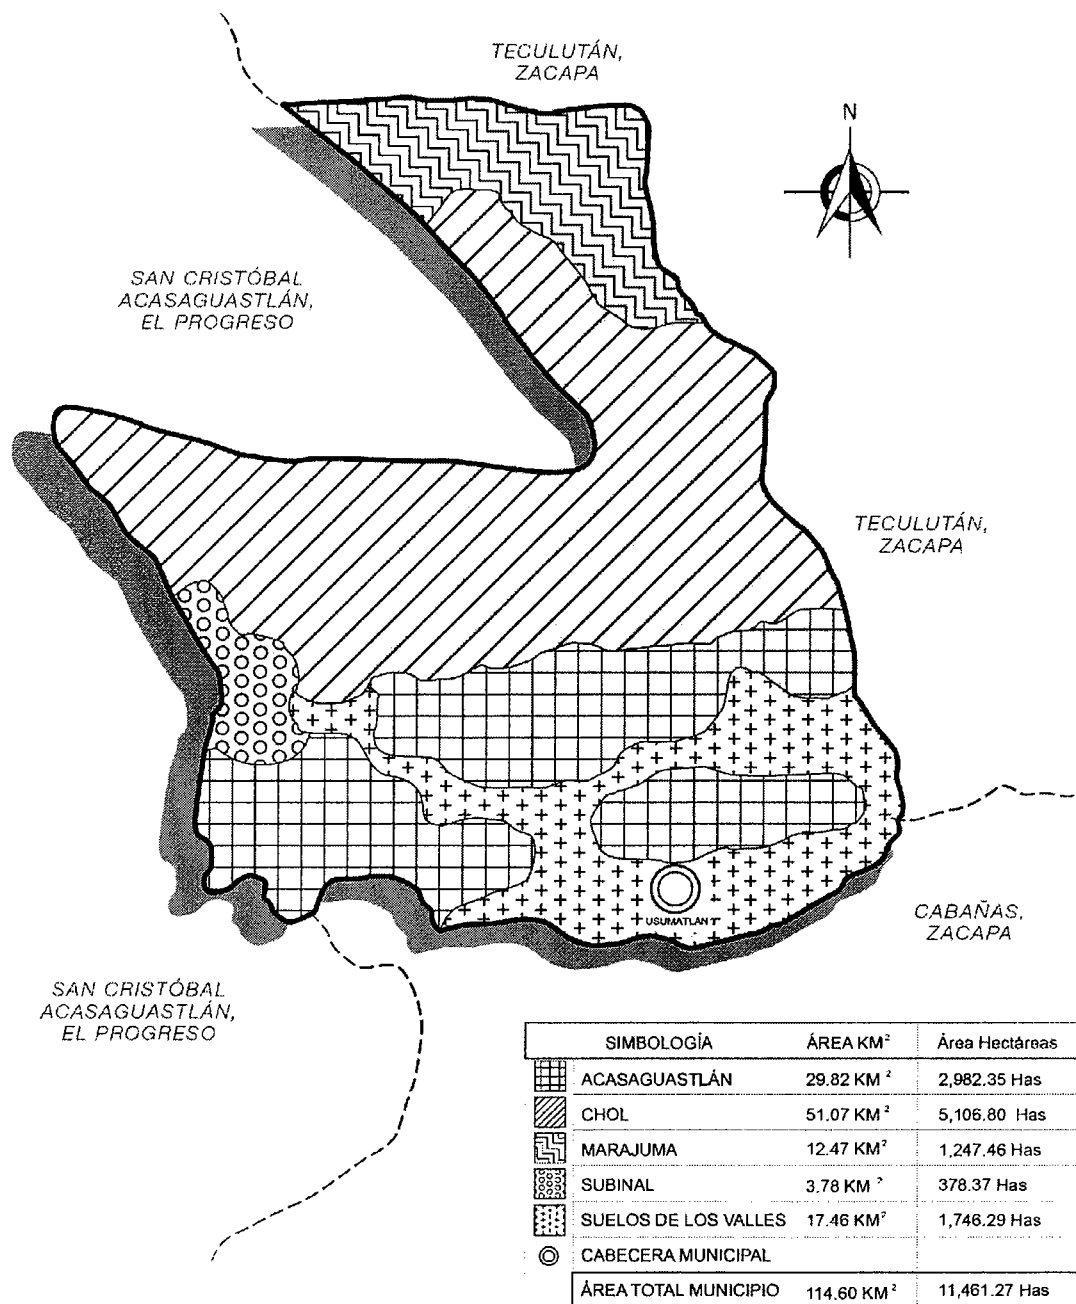 TECULUTÁN,
ZACAPA
N
SAN CRISTÓBAL
ACASAGUASTLÁN,
EL PROGRESO
TECULUTÁN,
ZACAPA
USUMATLÁN
CABAÑAS,
ZACAPA
SAN CRISTÓBAL
ACASAGUASTLÁN,
EL PROGRESO
SIMBOLOGÍA ÁREA KM² Área Hectáreas
ACASAGUASTLÁN 29.82 KM² 2,982.35 Has
CHOL 51.07 KM² 5,106.80 Has
MARAJUMA 12.47 KM² 1,247.46 Has
SUBINAL 3.78 KM² 378.37 Has
SUELOS DE LOS VALLES 17.46 KM² 1,746.29 Has
CABECERA MUNICIPAL
ÁREA TOTAL MUNICIPIO 114.60 KM² 11,461.27 Has